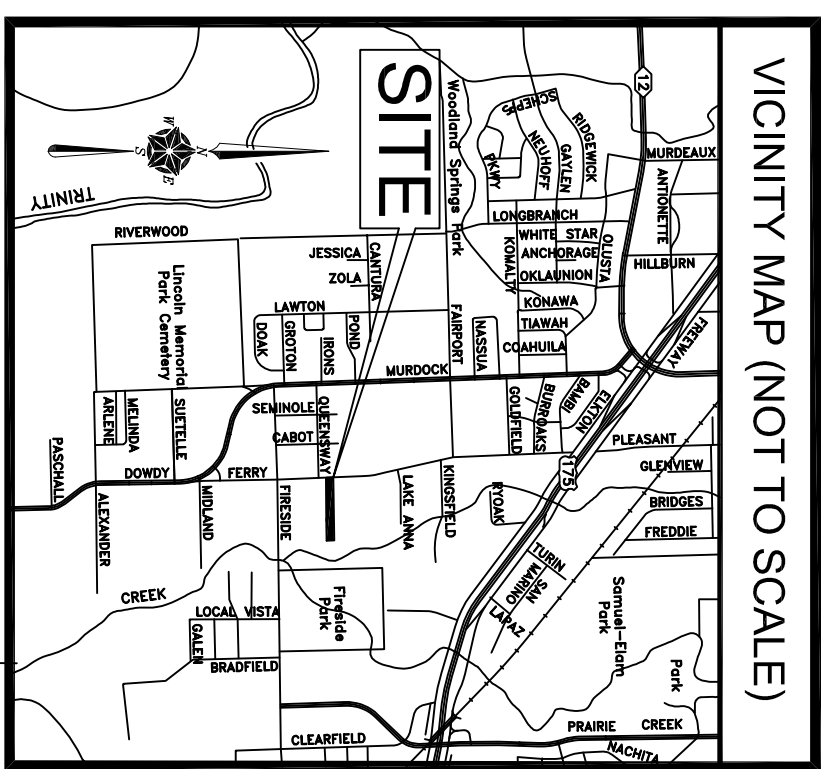 VICINITY MAP (NOT TO SCALE)
SITE
12
175
Woodland Springs Park
SCHEPPS
PKWY
NEUHOFF
GAYLEN
RIDGEWICK
MURDEAUX
ANTIONETTE
LONGBRANCH
WHITE STAR
ANCHORAGE
OKLAUNION
KOMALTY
OLUSTA
HILLBURN
KONAWA
TIAWAH
COAHUILA
FREEWAY
TRINITY
N
S
E
W
RIVERWOOD
Lincoln Memorial
Park Cemetery
JESSICA
ZOLA
CANTURA
LAWTON
DOAK
GROTON
IRONS
POND
FAIRPORT
NASSUA
MURDOCK
GOLDFIELD
BURROAKS
BAMBI
ELKTON
PLEASANT
GLENVIEW
BRIDGES
FREDDIE
ARLENE
MELINDA
SUETELLE
SEMINOLE
CABOT
QUEENSWAY
PASCHALL
DOWDY
FERRY
ALEXANDER
MIDLAND
FIRESIDE
LAKE ANNA
KINGSFIELD
RYOAK
TURIN
SAN
MARINO
LAPAZ
Samuel-Elam
Park
Park
CREEK
LOCAL VISTA
GALEN
BRADFIELD
Fireside
Park
CLEARFIELD
PRAIRIE CREEK
NACHITA